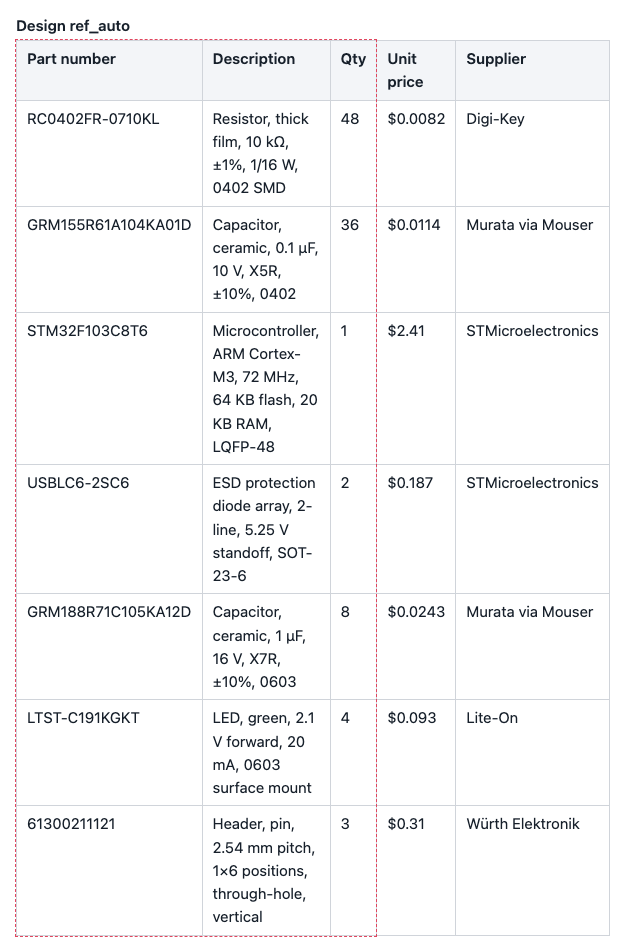 Design ref_auto
Part number Description Qty Unit price Supplier
RC0402FR-0710KL Resistor, thick film, 10 kΩ, ±1%, 1/16 W, 0402 SMD 48 $0.0082 Digi-Key
GRM155R61A104KA01D Capacitor, ceramic, 0.1 µF, 10 V, X5R, ±10%, 0402 36 $0.0114 Murata via Mouser
STM32F103C8T6 Microcontroller, ARM Cortex-M3, 72 MHz, 64 KB flash, 20 KB RAM, LQFP-48 1 $2.41 STMicroelectronics
USBLC6-2SC6 ESD protection diode array, 2-line, 5.25 V standoff, SOT-23-6 2 $0.187 STMicroelectronics
GRM188R71C105KA12D Capacitor, ceramic, 1 µF, 16 V, X7R, ±10%, 0603 8 $0.0243 Murata via Mouser
LTST-C191KGKT LED, green, 2.1 V forward, 20 mA, 0603 surface mount 4 $0.093 Lite-On
61300211121 Header, pin, 2.54 mm pitch, 1×6 positions, through-hole, vertical 3 $0.31 Würth Elektronik